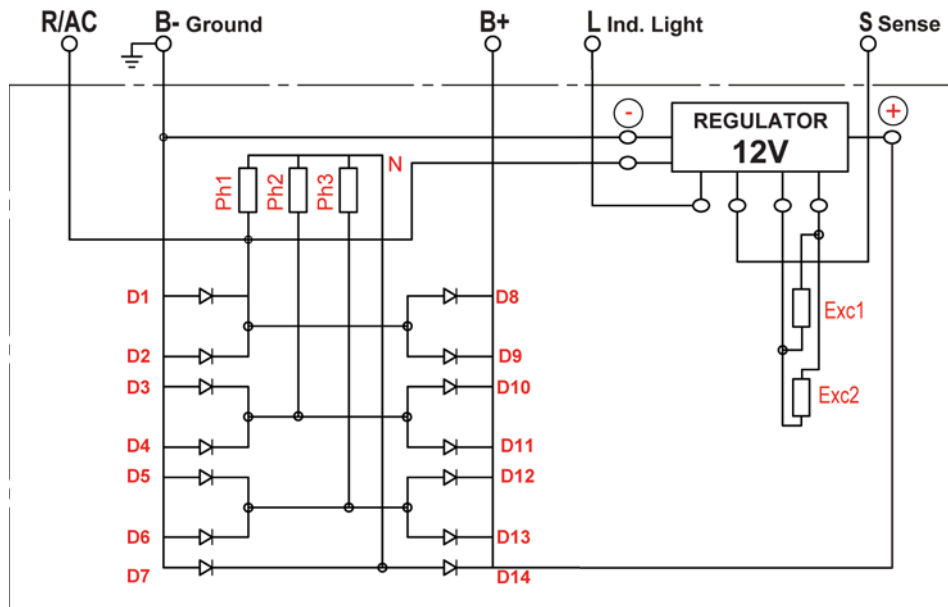 R/AC
B- Ground
B+
L Ind. Light
S Sense
-
REGULATOR
12V
+
N
Ph1
Ph2
Ph3
D1
D8
Exc1
D2
D9
D3
D10
Exc2
D4
D11
D5
D12
D6
D13
D7
D14